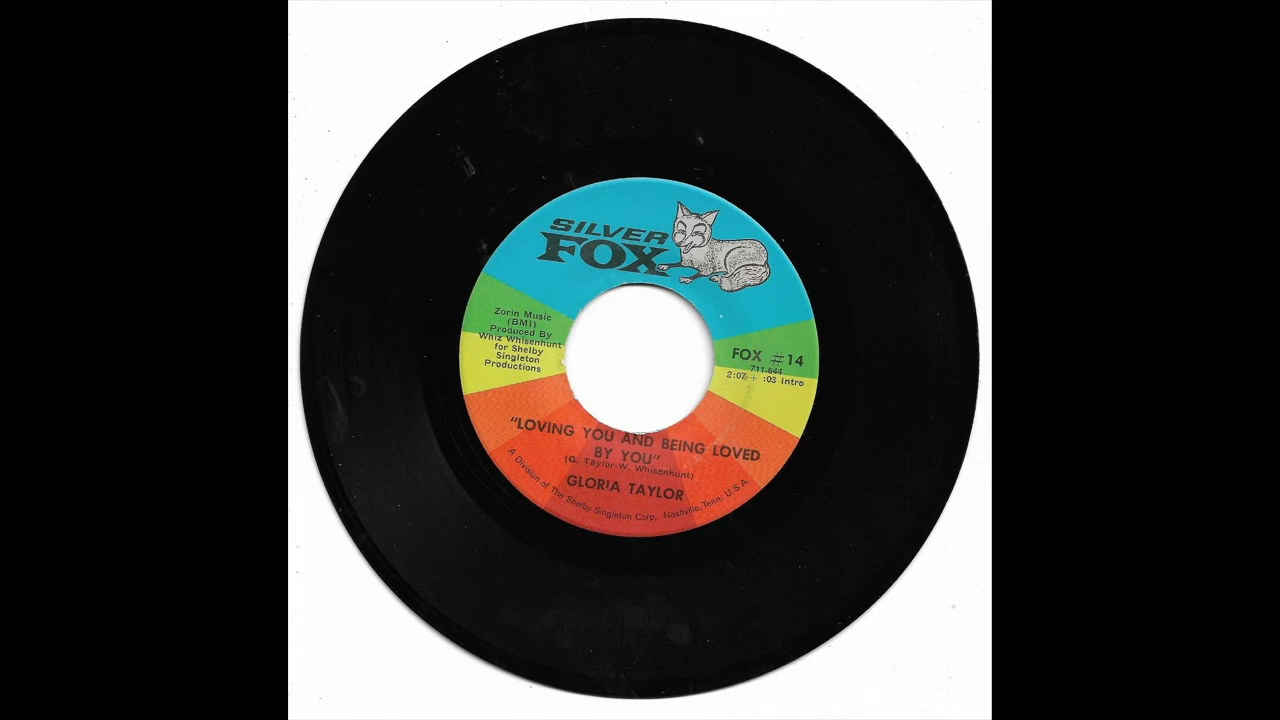 SILVER
FOX
Zorin Music
(BMI)
Produced By
Whiz Whisenhunt
for Shelby
Singleton
Productions
FOX #14
711-644
2:07 + :03 Intro
"LOVING YOU AND BEING LOVED
BY YOU"
(G. Taylor-W. Whisenhunt)
GLORIA TAYLOR
A Division of The Shelby Singleton Corp., Nashville, Tenn. U.S.A.